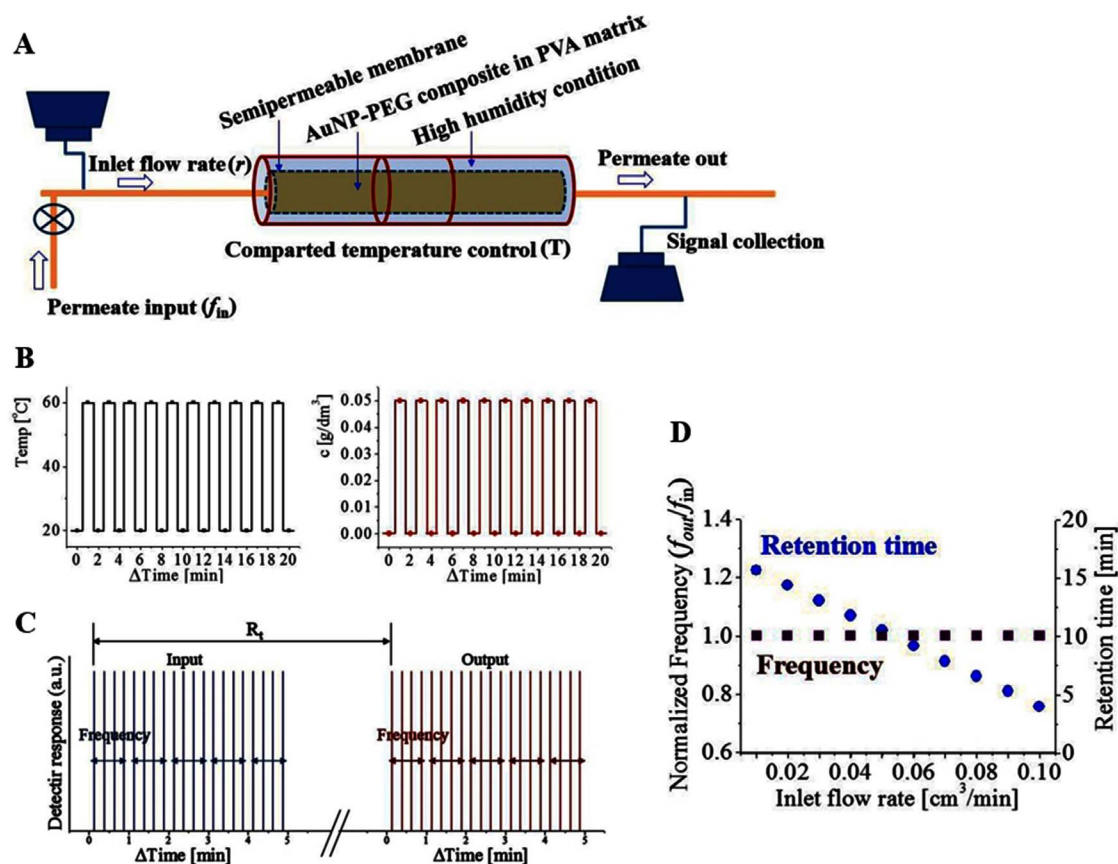 A
Semipermeable membrane
AuNP-PEG composite in PVA matrix
High humidity condition
Inlet flow rate (r)
Permeate out
Comparted temperature control (T)
Signal collection
Permeate input (f_in)
B
Temp [°C]
60
40
20
0 2 4 6 8 10 12 14 16 18 20
ΔTime [min]
c [g/dm³]
0.05
0.04
0.03
0.02
0.01
0.00
0 2 4 6 8 10 12 14 16 18 20
ΔTime [min]
C
R_t
Input
Output
Detectir response (a.u.)
Frequency
Frequency
0 1 2 3 4 5
0 1 2 3 4 5
ΔTime [min]
ΔTime [min]
D
Normalized Frequency (f_out/f_in)
1.4
1.2
1.0
0.8
0.6
Retention time
Frequency
20
15
10
5
0
Retention time [min]
0.02 0.04 0.06 0.08 0.10
Inlet flow rate [cm³/min]